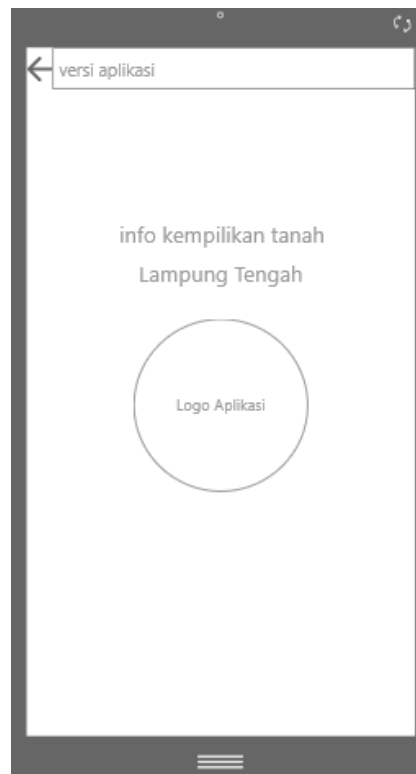 versi aplikasi
info kempilikan tanah
Lampung Tengah
Logo Aplikasi